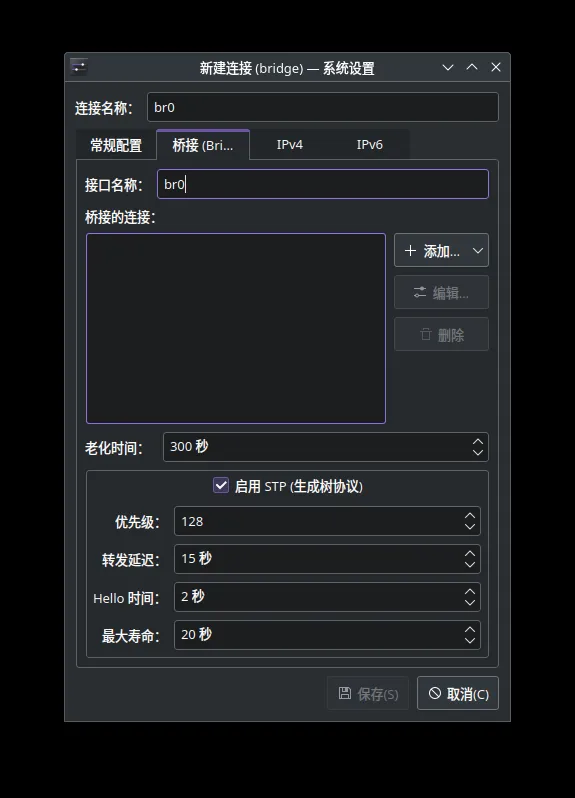 新建连接 (bridge) — 系统设置
连接名称： br0
常规配置 桥接 (Bri... IPv4 IPv6
接口名称： br0
桥接的连接：
添加...
编辑...
删除
老化时间： 300 秒
启用 STP (生成树协议)
优先级： 128
转发延迟： 15 秒
Hello 时间： 2 秒
最大寿命： 20 秒
保存(S) 取消(C)